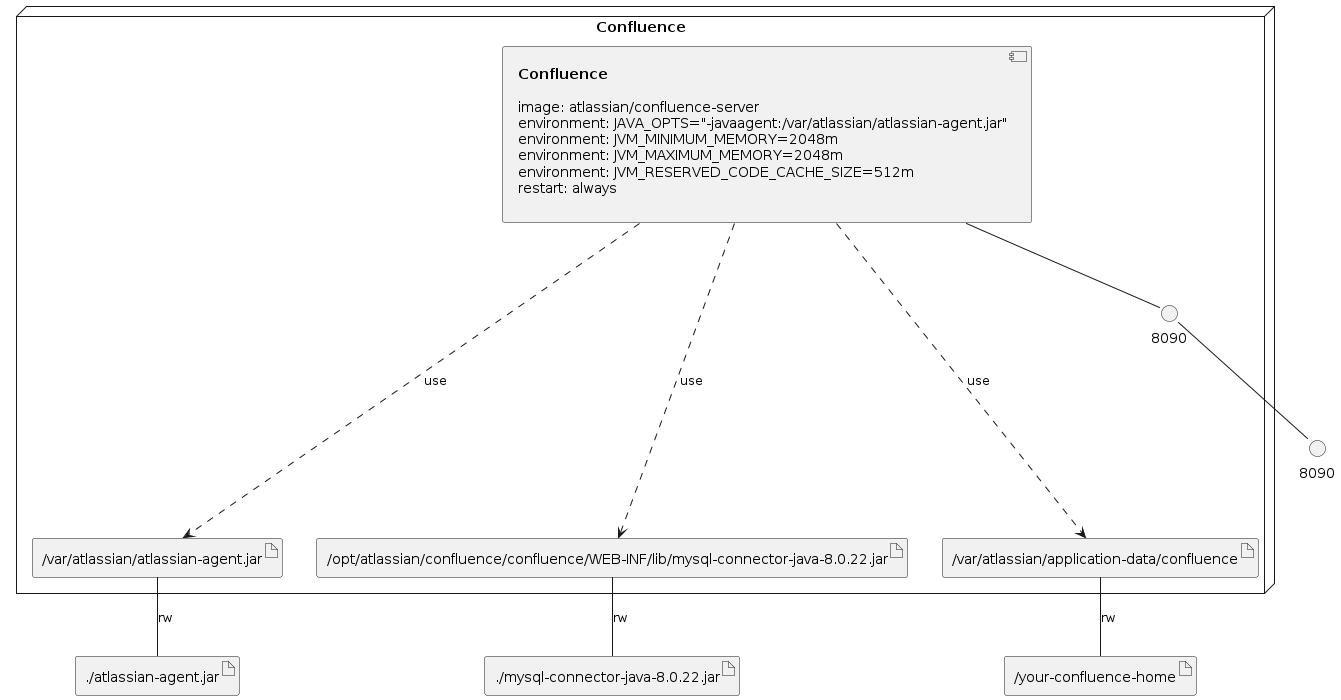 Confluence
Confluence
image: atlassian/confluence-server
environment: JAVA_OPTS="-javaagent:/var/atlassian/atlassian-agent.jar"
environment: JVM_MINIMUM_MEMORY=2048m
environment: JVM_MAXIMUM_MEMORY=2048m
environment: JVM_RESERVED_CODE_CACHE_SIZE=512m
restart: always
8090
use
use
use
8090
/var/atlassian/atlassian-agent.jar
/opt/atlassian/confluence/confluence/WEB-INF/lib/mysql-connector-java-8.0.22.jar
/var/atlassian/application-data/confluence
rw
rw
rw
./atlassian-agent.jar
./mysql-connector-java-8.0.22.jar
/your-confluence-home